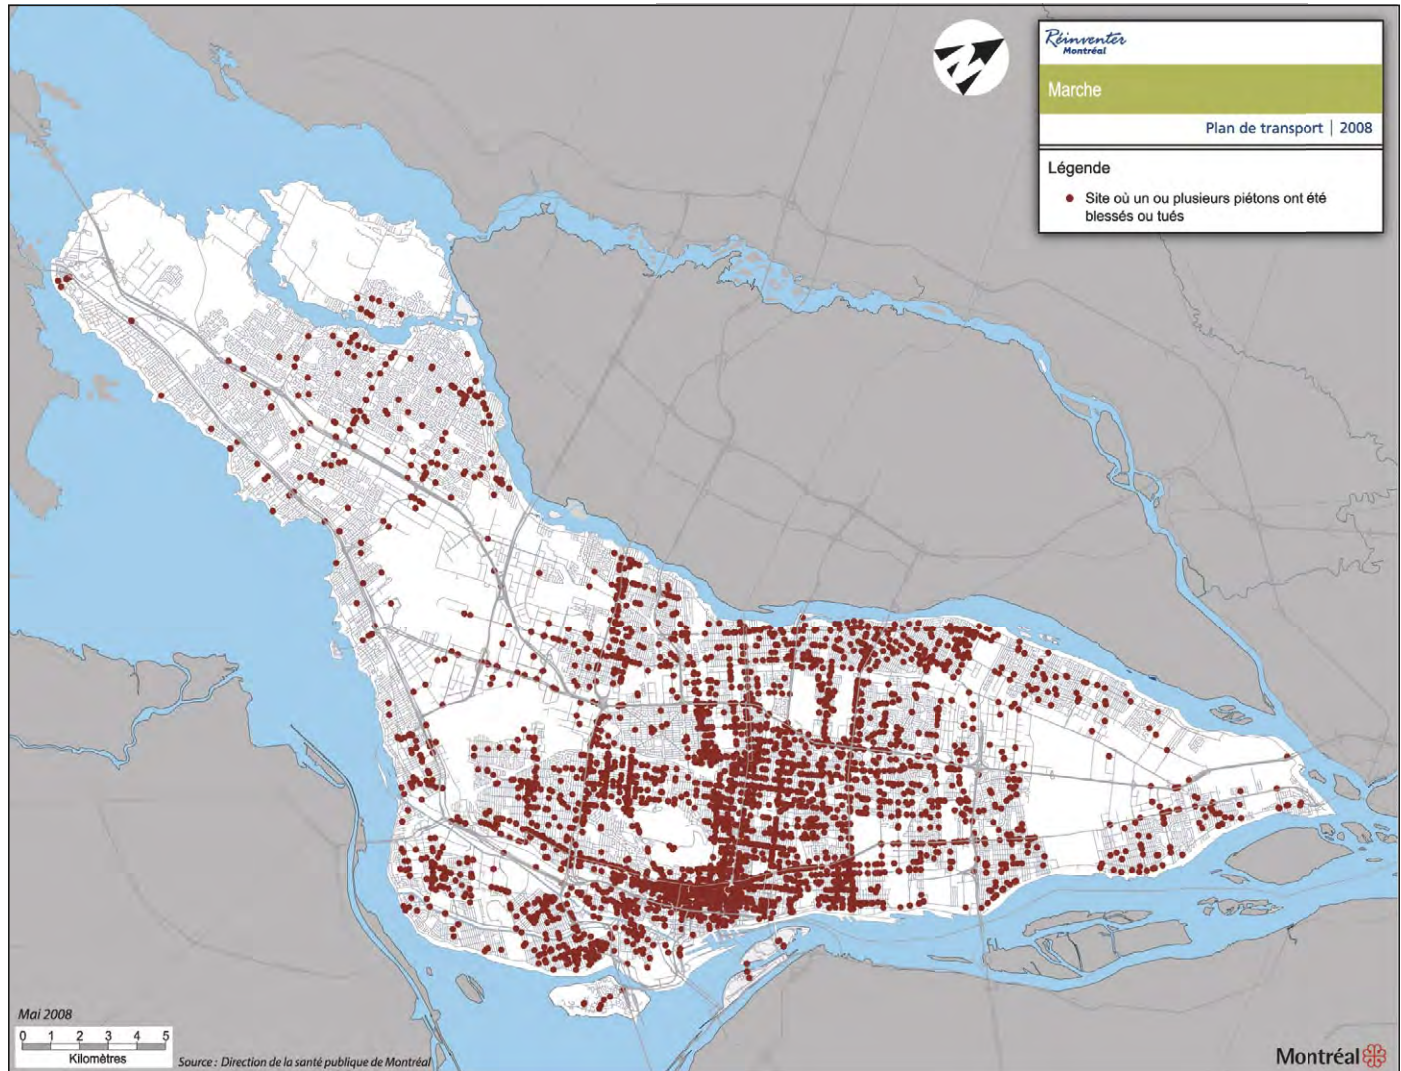 Réinventer
Montréal
Marche
Plan de transport | 2008
Légende
Site où un ou plusieurs piétons ont été
blessés ou tués
Mai 2008
0 1 2 3 4 5
Kilomètres
Source : Direction de la santé publique de Montréal
Montréal